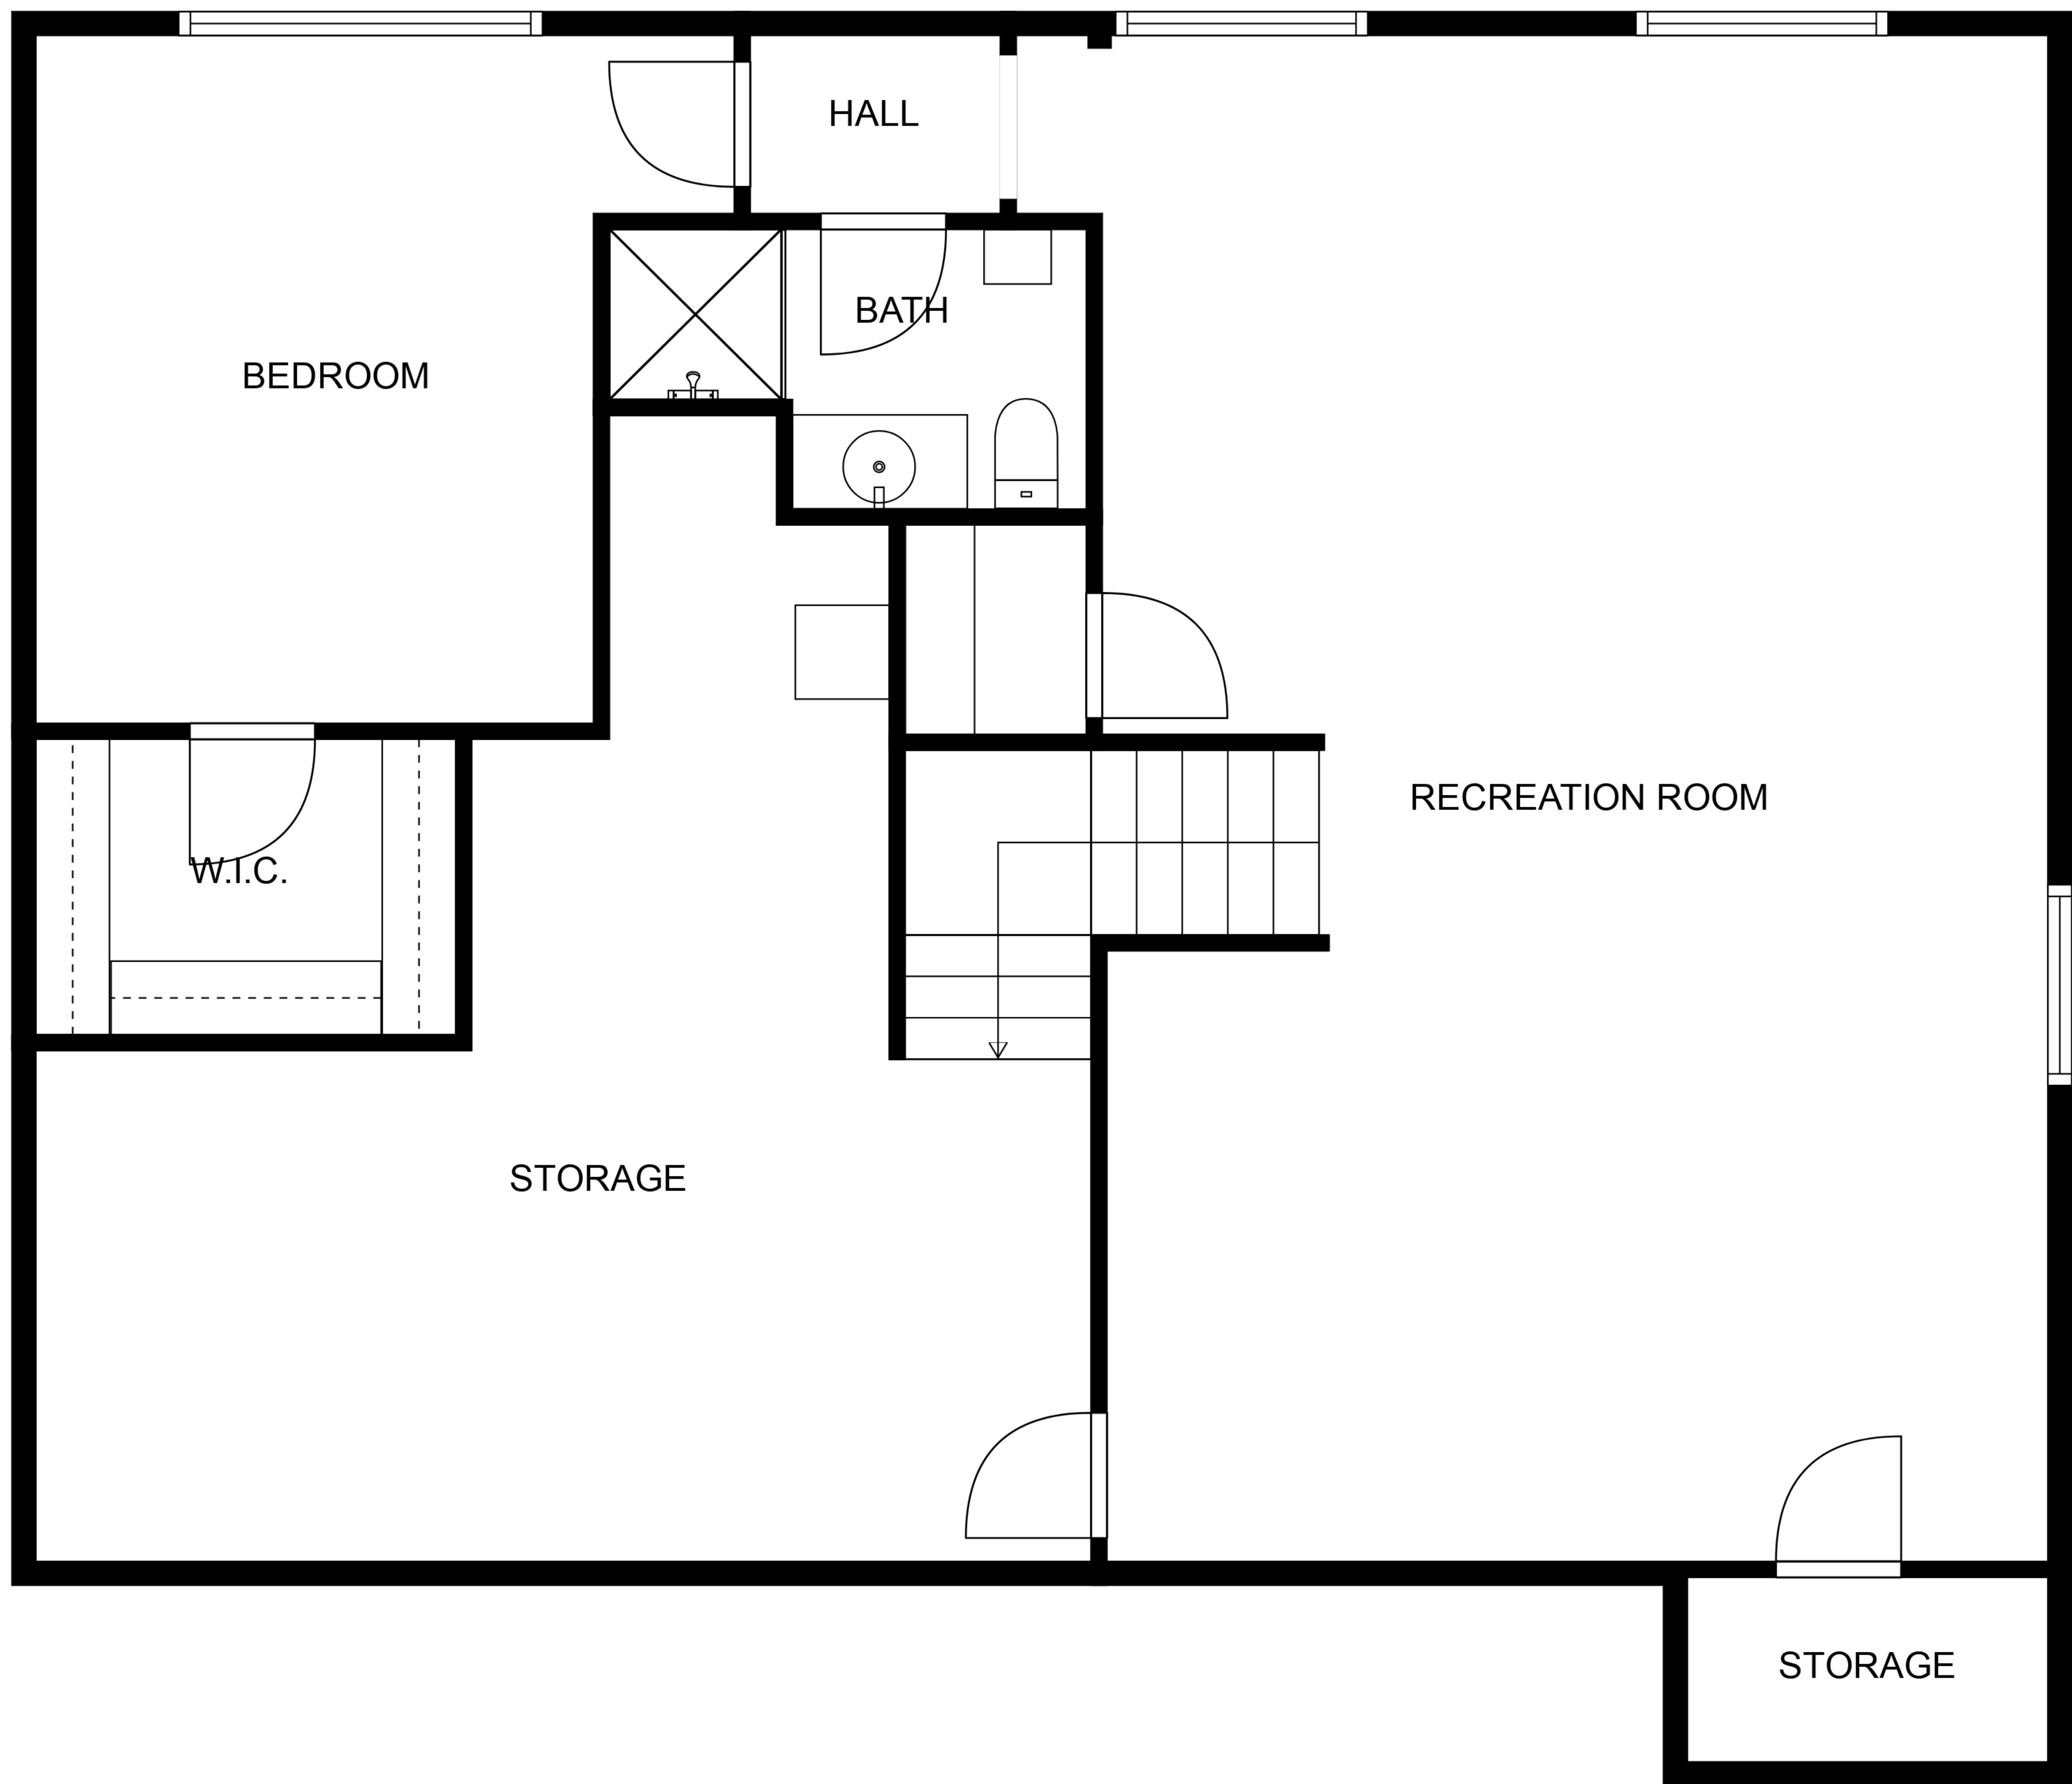 HALL
BATH
BEDROOM
RECREATION ROOM
W.I.C.
STORAGE
STORAGE